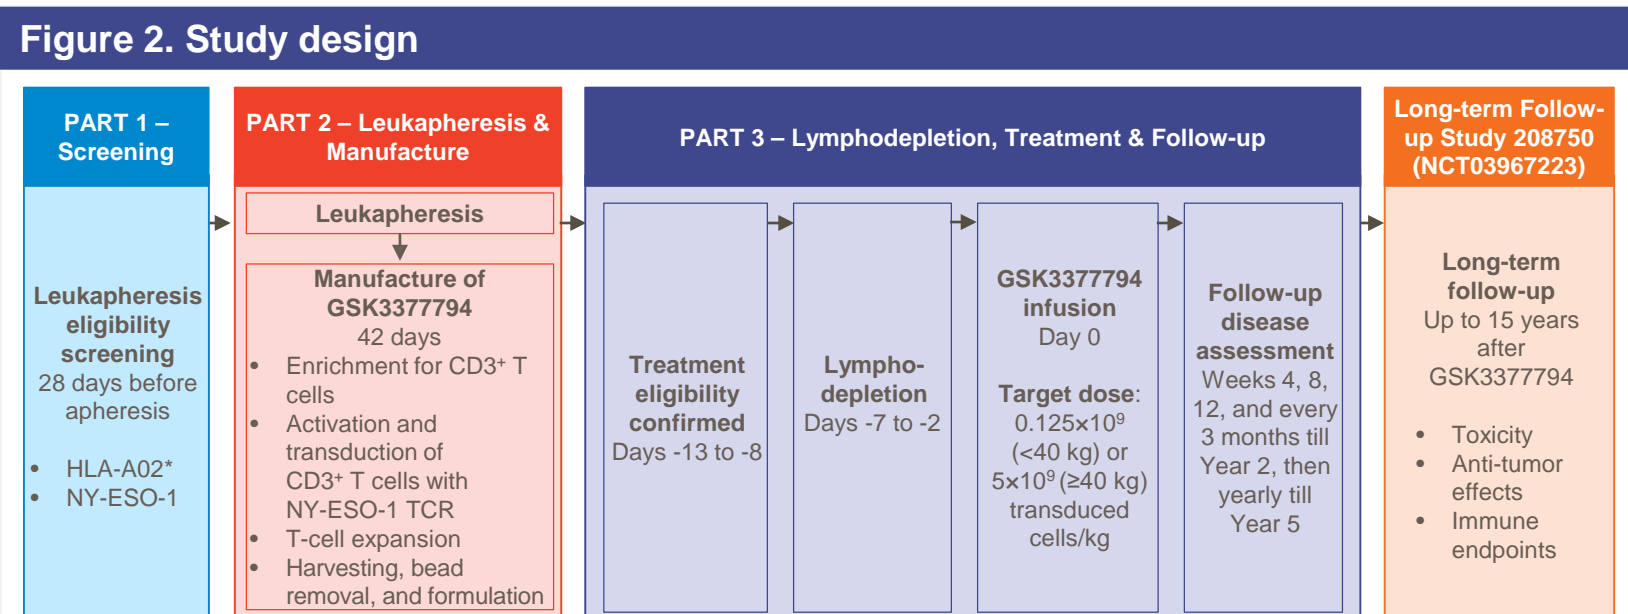 Figure 2. Study design
PART 1 –
Screening
Leukapheresis
eligibility
screening
28 days before
apheresis
• HLA-A02*
• NY-ESO-1
PART 2 – Leukapheresis &
Manufacture
Leukapheresis
Manufacture of
GSK3377794
42 days
• Enrichment for CD3⁺ T
cells
• Activation and
transduction of
CD3⁺ T cells with
NY-ESO-1 TCR
• T-cell expansion
• Harvesting, bead
removal, and formulation
PART 3 – Lymphodepletion, Treatment & Follow-up
Treatment
eligibility
confirmed
Days -13 to -8
Lympho-
depletion
Days -7 to -2
GSK3377794
infusion
Day 0
Target dose:
0.125×10⁹
(<40 kg) or
5×10⁹ (≥40 kg)
transduced
cells/kg
Follow-up
disease
assessment
Weeks 4, 8,
12, and every
3 months till
Year 2, then
yearly till
Year 5
Long-term Follow-
up Study 208750
(NCT03967223)
Long-term
follow-up
Up to 15 years
after
GSK3377794
• Toxicity
• Anti-tumor
effects
• Immune
endpoints